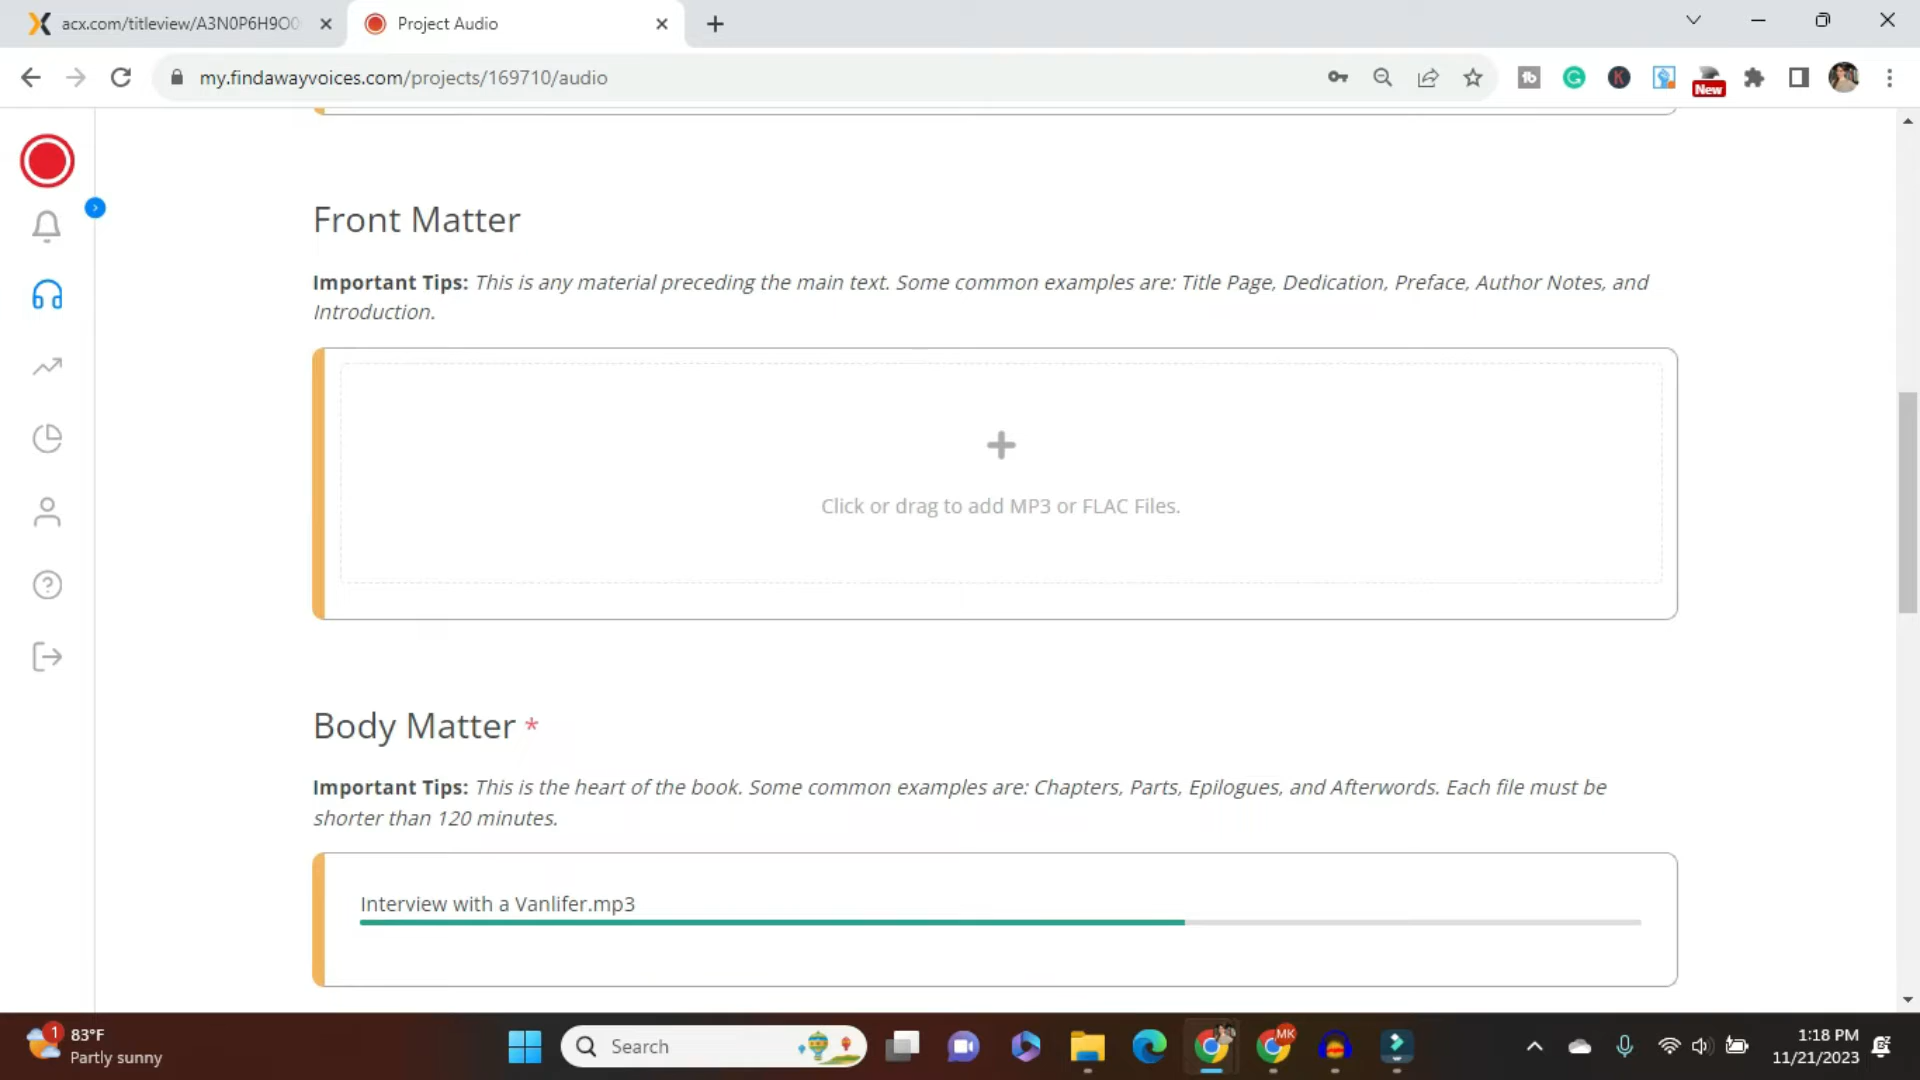 acx.com/titleview/A3N0P6H9O0
Project Audio
my.findawayvoices.com/projects/169710/audio
New
Front Matter
Important Tips: This is any material preceding the main text. Some common examples are: Title Page, Dedication, Preface, Author Notes, and
Introduction.
Click or drag to add MP3 or FLAC Files.
Body Matter *
Important Tips: This is the heart of the book. Some common examples are: Chapters, Parts, Epilogues, and Afterwords. Each file must be
shorter than 120 minutes.
Interview with a Vanlifer.mp3
1
83°F
Partly sunny
Search
MK
1:18 PM
11/21/2023